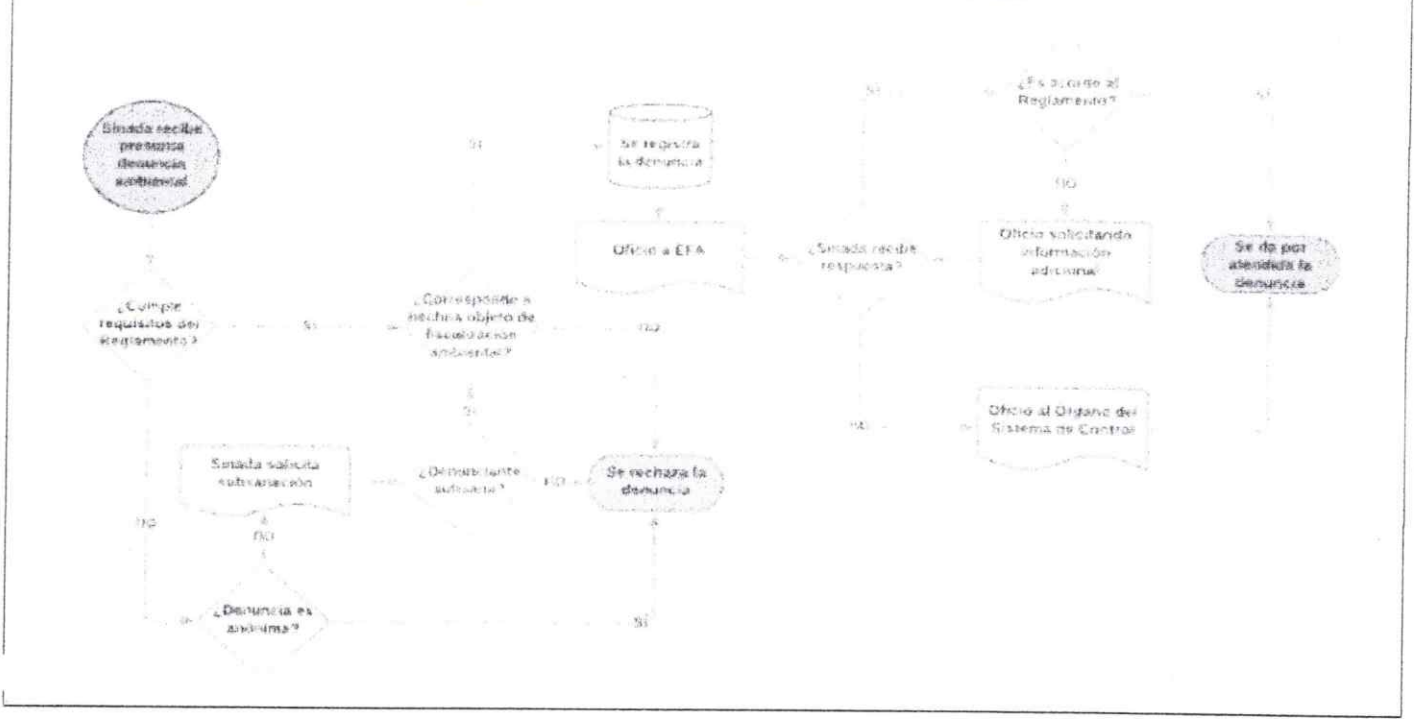 Sinada recibe
presunta
denuncia
ambiental
¿Cumple
requisitos del
Reglamento?
SI
no
¿Denuncia es
anónima?
no
SI
Sinada solicita
subsanación
¿Denunciante
subsana?
SI
no
¿Corresponde a
hechos objeto de
fiscalización
ambiental?
SI
no
Se rechaza la
denuncia
Se registra
la denuncia
Oficio a EFA
¿Sinada recibe
respuesta?
SI
no
¿Es acorde al
Reglamento?
SI
no
Oficio solicitando
información
adicional
Oficio al Órgano del
Sistema de Control
Se da por
atendida la
denuncia